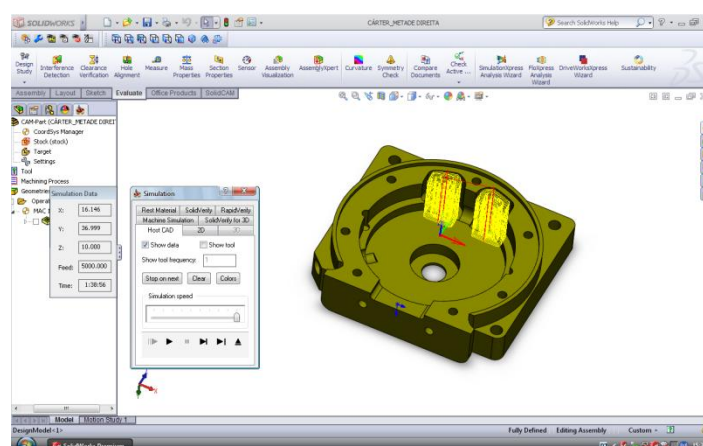 SOLIDWORKS
CÁRTER_METADE DIREITA
Search SolidWorks Help
Design Study
Interference Detection
Clearance Verification
Hole Alignment
Measure
Mass Properties
Section Properties
Sensor
Assembly Visualization
AssemblyXpert
Curvature
Symmetry Check
Compare Documents
Check Active ...
SimulationXpress Analysis Wizard
FloXpress Analysis Wizard
DriveWorksXpress Wizard
Sustainability
Assembly Layout Sketch Evaluate Office Products SolidCAM
CAM-Part (CÁRTER_METADE DIREI
CoordSys Manager
Stock (stock)
Target
Settings
Tool
Machining Process
Geometries
Operat
MAC
Simulation Data
X: 16.146
Y: 36.999
Z: 10.000
Feed: 5000.000
Time: 1:38:56
Simulation
Rest Material SolidVerify RapidVerify
Machine Simulation SolidVerify for 3D
Host CAD 2D 3D
Show data Show tool
Show tool frequency: 1
Stop on next Clear Colors
Simulation speed
Model Motion Study 1
DesignModel<1> Fully Defined Editing Assembly Custom